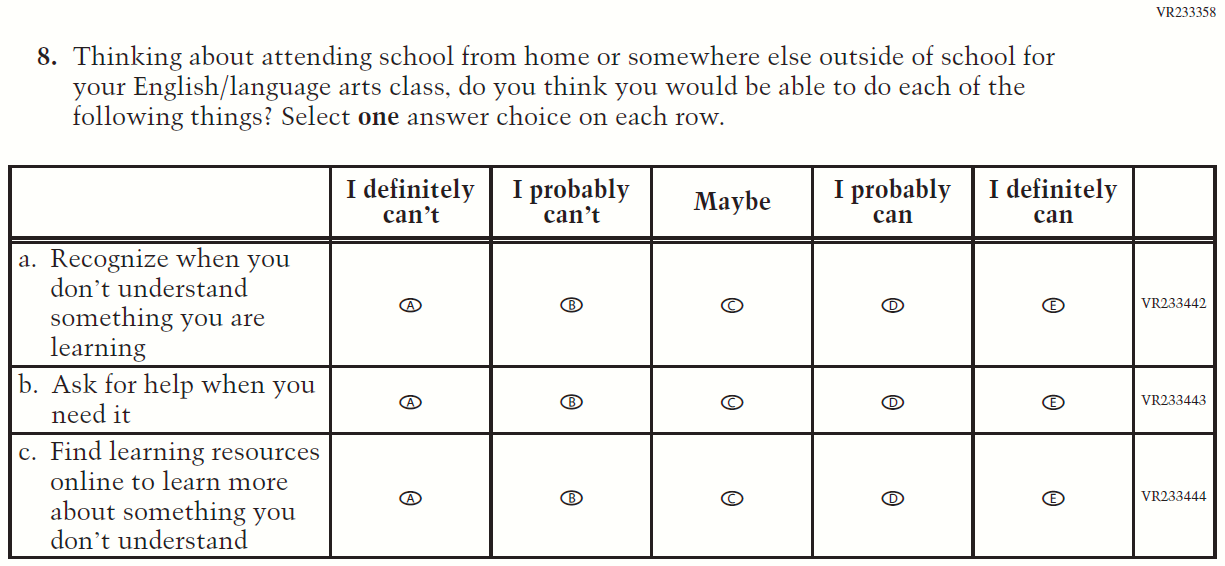 VR233358
8. Thinking about attending school from home or somewhere else outside of school for
your English/language arts class, do you think you would be able to do each of the
following things? Select one answer choice on each row.
I definitely can't I probably can't Maybe I probably can I definitely can
a. Recognize when you
don't understand
something you are
learning
A B C D E VR233442
b. Ask for help when you
need it
A B C D E VR233443
c. Find learning resources
online to learn more
about something you
don't understand
A B C D E VR233444